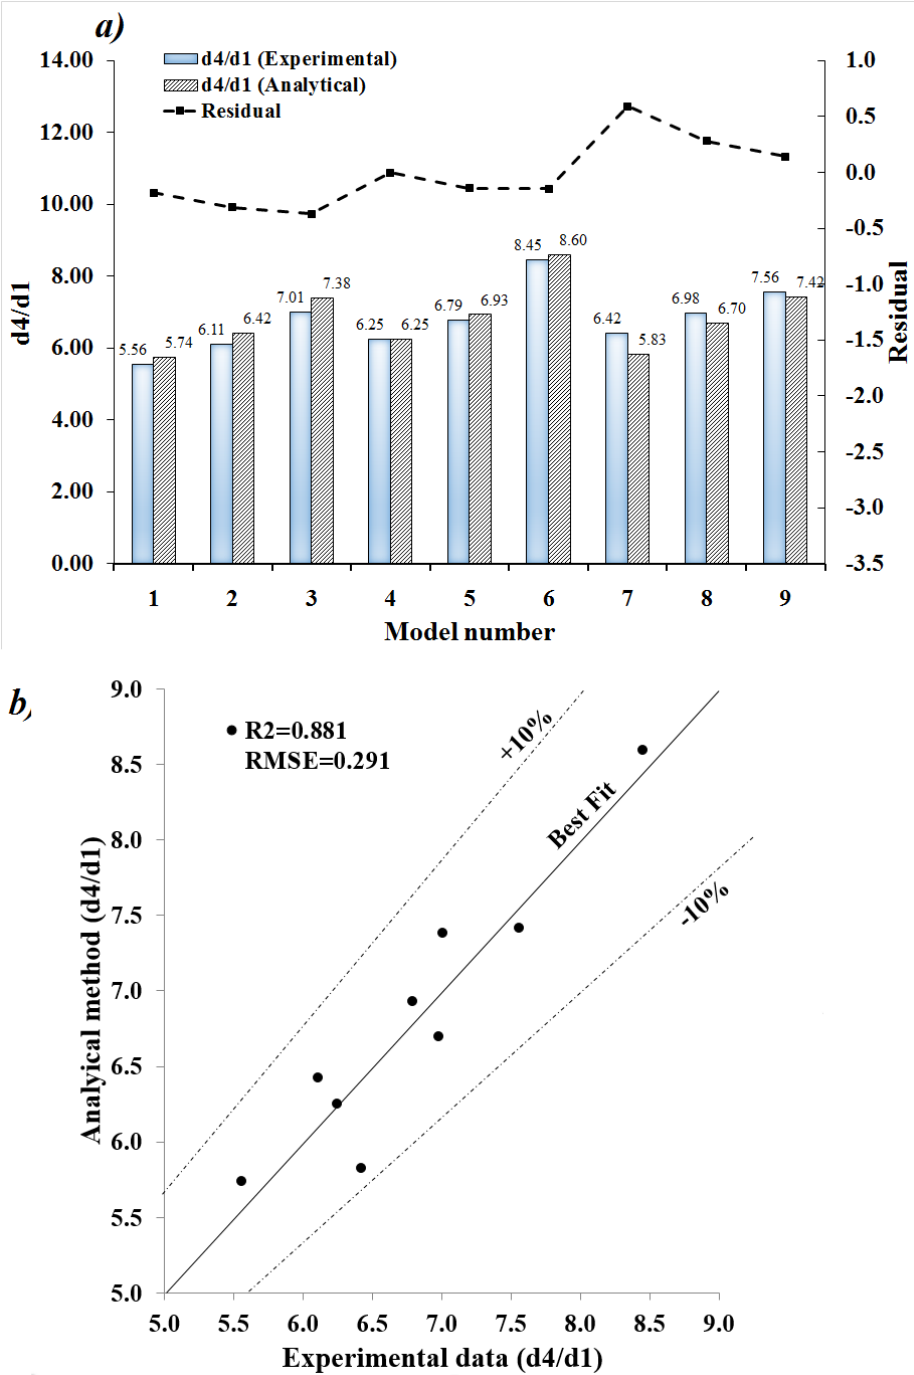 a)
d4/d1 (Experimental)
d4/d1 (Analytical)
Residual
14.00
12.00
10.00
8.00
6.00
4.00
2.00
0.00
d4/d1
1.0
0.5
0.0
-0.5
-1.0
-1.5
-2.0
-2.5
-3.0
-3.5
Residual
5.56 5.74 6.11 6.42 7.01 7.38 6.25 6.25 6.79 6.93 8.45 8.60 6.42 5.83 6.98 6.70 7.56 7.42
1 2 3 4 5 6 7 8 9
Model number
b)
R2=0.881
RMSE=0.291
+10%
Best Fit
-10%
9.0
8.5
8.0
7.5
7.0
6.5
6.0
5.5
5.0
Analyical method (d4/d1)
5.0 5.5 6.0 6.5 7.0 7.5 8.0 8.5 9.0
Experimental data (d4/d1)